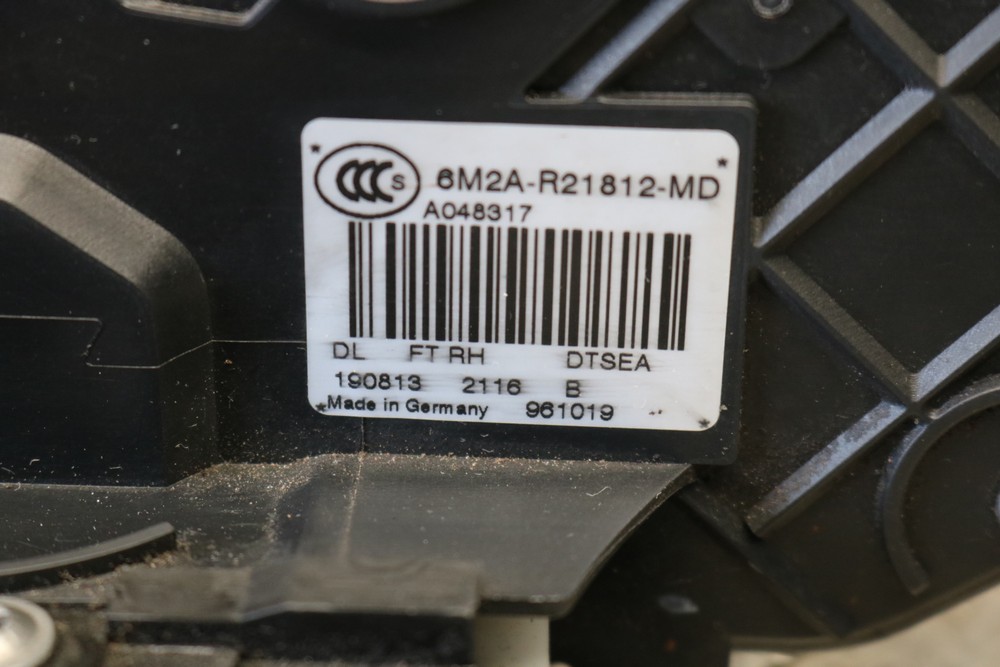 CCC S 6M2A-R21812-MD
A048317
DL FT RH DTSEA
190813 2116 B
Made in Germany 961019